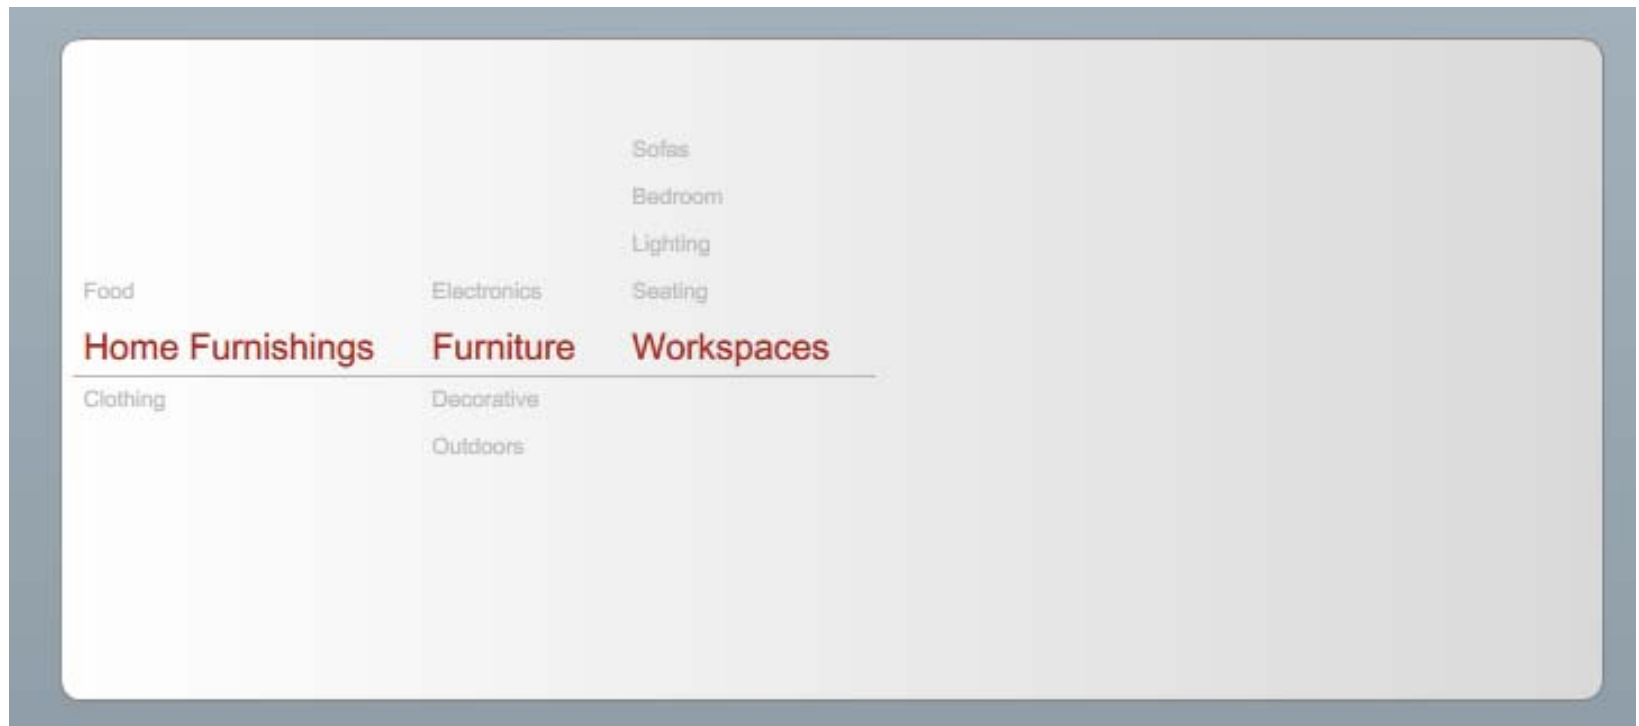 Sofas
Bedroom
Lighting
Food Electronics Seating
Home Furnishings Furniture Workspaces
Clothing Decorative
Outdoors